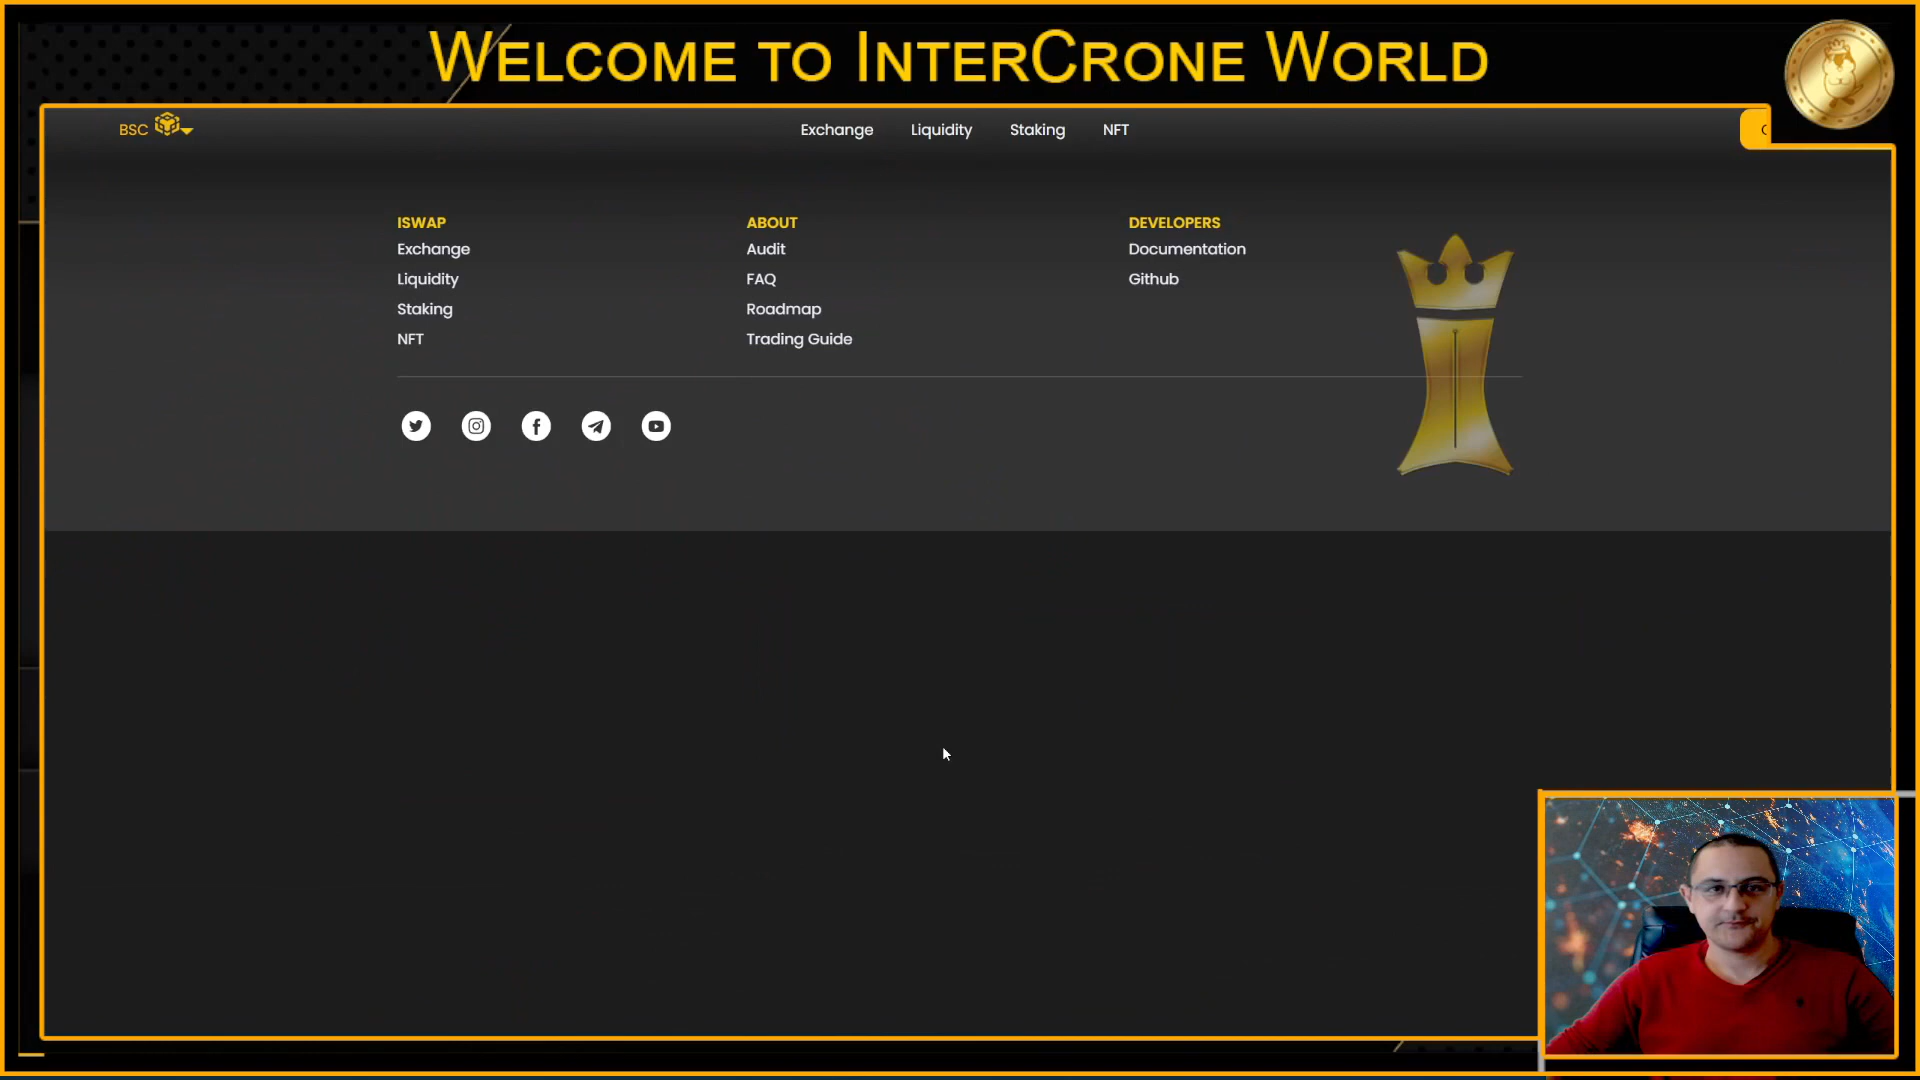 WELCOME TO INTERCRONE WORLD
BSC
Exchange Liquidity Staking NFT
ISWAP
Exchange
Liquidity
Staking
NFT
ABOUT
Audit
FAQ
Roadmap
Trading Guide
DEVELOPERS
Documentation
Github